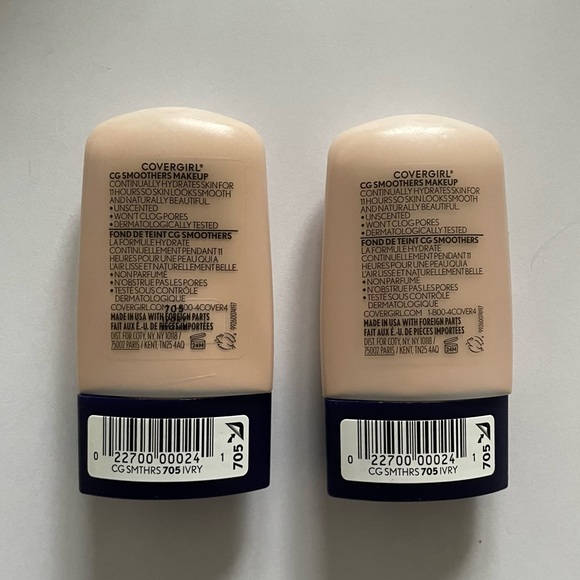 COVERGIRL®
CG SMOOTHERS MAKEUP
CONTINUALLY HYDRATES SKIN FOR
11 HOURS SO SKIN LOOKS SMOOTH
AND NATURALLY BEAUTIFUL.
• UNSCENTED
• WON'T CLOG PORES
• DERMATOLOGICALLY TESTED
FOND DE TEINT CG SMOOTHERS
LA FORMULE HYDRATE
CONTINUELLEMENT PENDANT 11
HEURES POUR UNE PEAU QUI A
L'AIR LISSE ET NATURELLEMENT BELLE.
• NON PARFUMÉ
• N'OBSTRUE PAS LES PORES
• TESTÉ SOUS CONTRÔLE
DERMATOLOGIQUE
705
COVERGIRL.COM 1-800-4COVER4
MADE IN USA WITH FOREIGN PARTS
FAIT AUX É.-U. DE PIÈCES IMPORTÉES
DIST. FOR COTY, NY, NY 10118 /
75002 PARIS / KENT, TN25 4AQ
24M
0 22700 00024 1
CG SMTHRS 705 IVRY
705
COVERGIRL®
CG SMOOTHERS MAKEUP
CONTINUALLY HYDRATES SKIN FOR
11 HOURS SO SKIN LOOKS SMOOTH
AND NATURALLY BEAUTIFUL.
• UNSCENTED
• WON'T CLOG PORES
• DERMATOLOGICALLY TESTED
FOND DE TEINT CG SMOOTHERS
LA FORMULE HYDRATE
CONTINUELLEMENT PENDANT 11
HEURES POUR UNE PEAU QUI A
L'AIR LISSE ET NATURELLEMENT BELLE.
• NON PARFUMÉ
• N'OBSTRUE PAS LES PORES
• TESTÉ SOUS CONTRÔLE
DERMATOLOGIQUE
COVERGIRL.COM 1-800-4COVER4
MADE IN USA WITH FOREIGN PARTS
FAIT AUX É.-U. DE PIÈCES IMPORTÉES
DIST. FOR COTY, NY, NY 10118 /
75002 PARIS / KENT, TN25 4AQ
24M
0 22700 00024 1
CG SMTHRS 705 IVRY
705